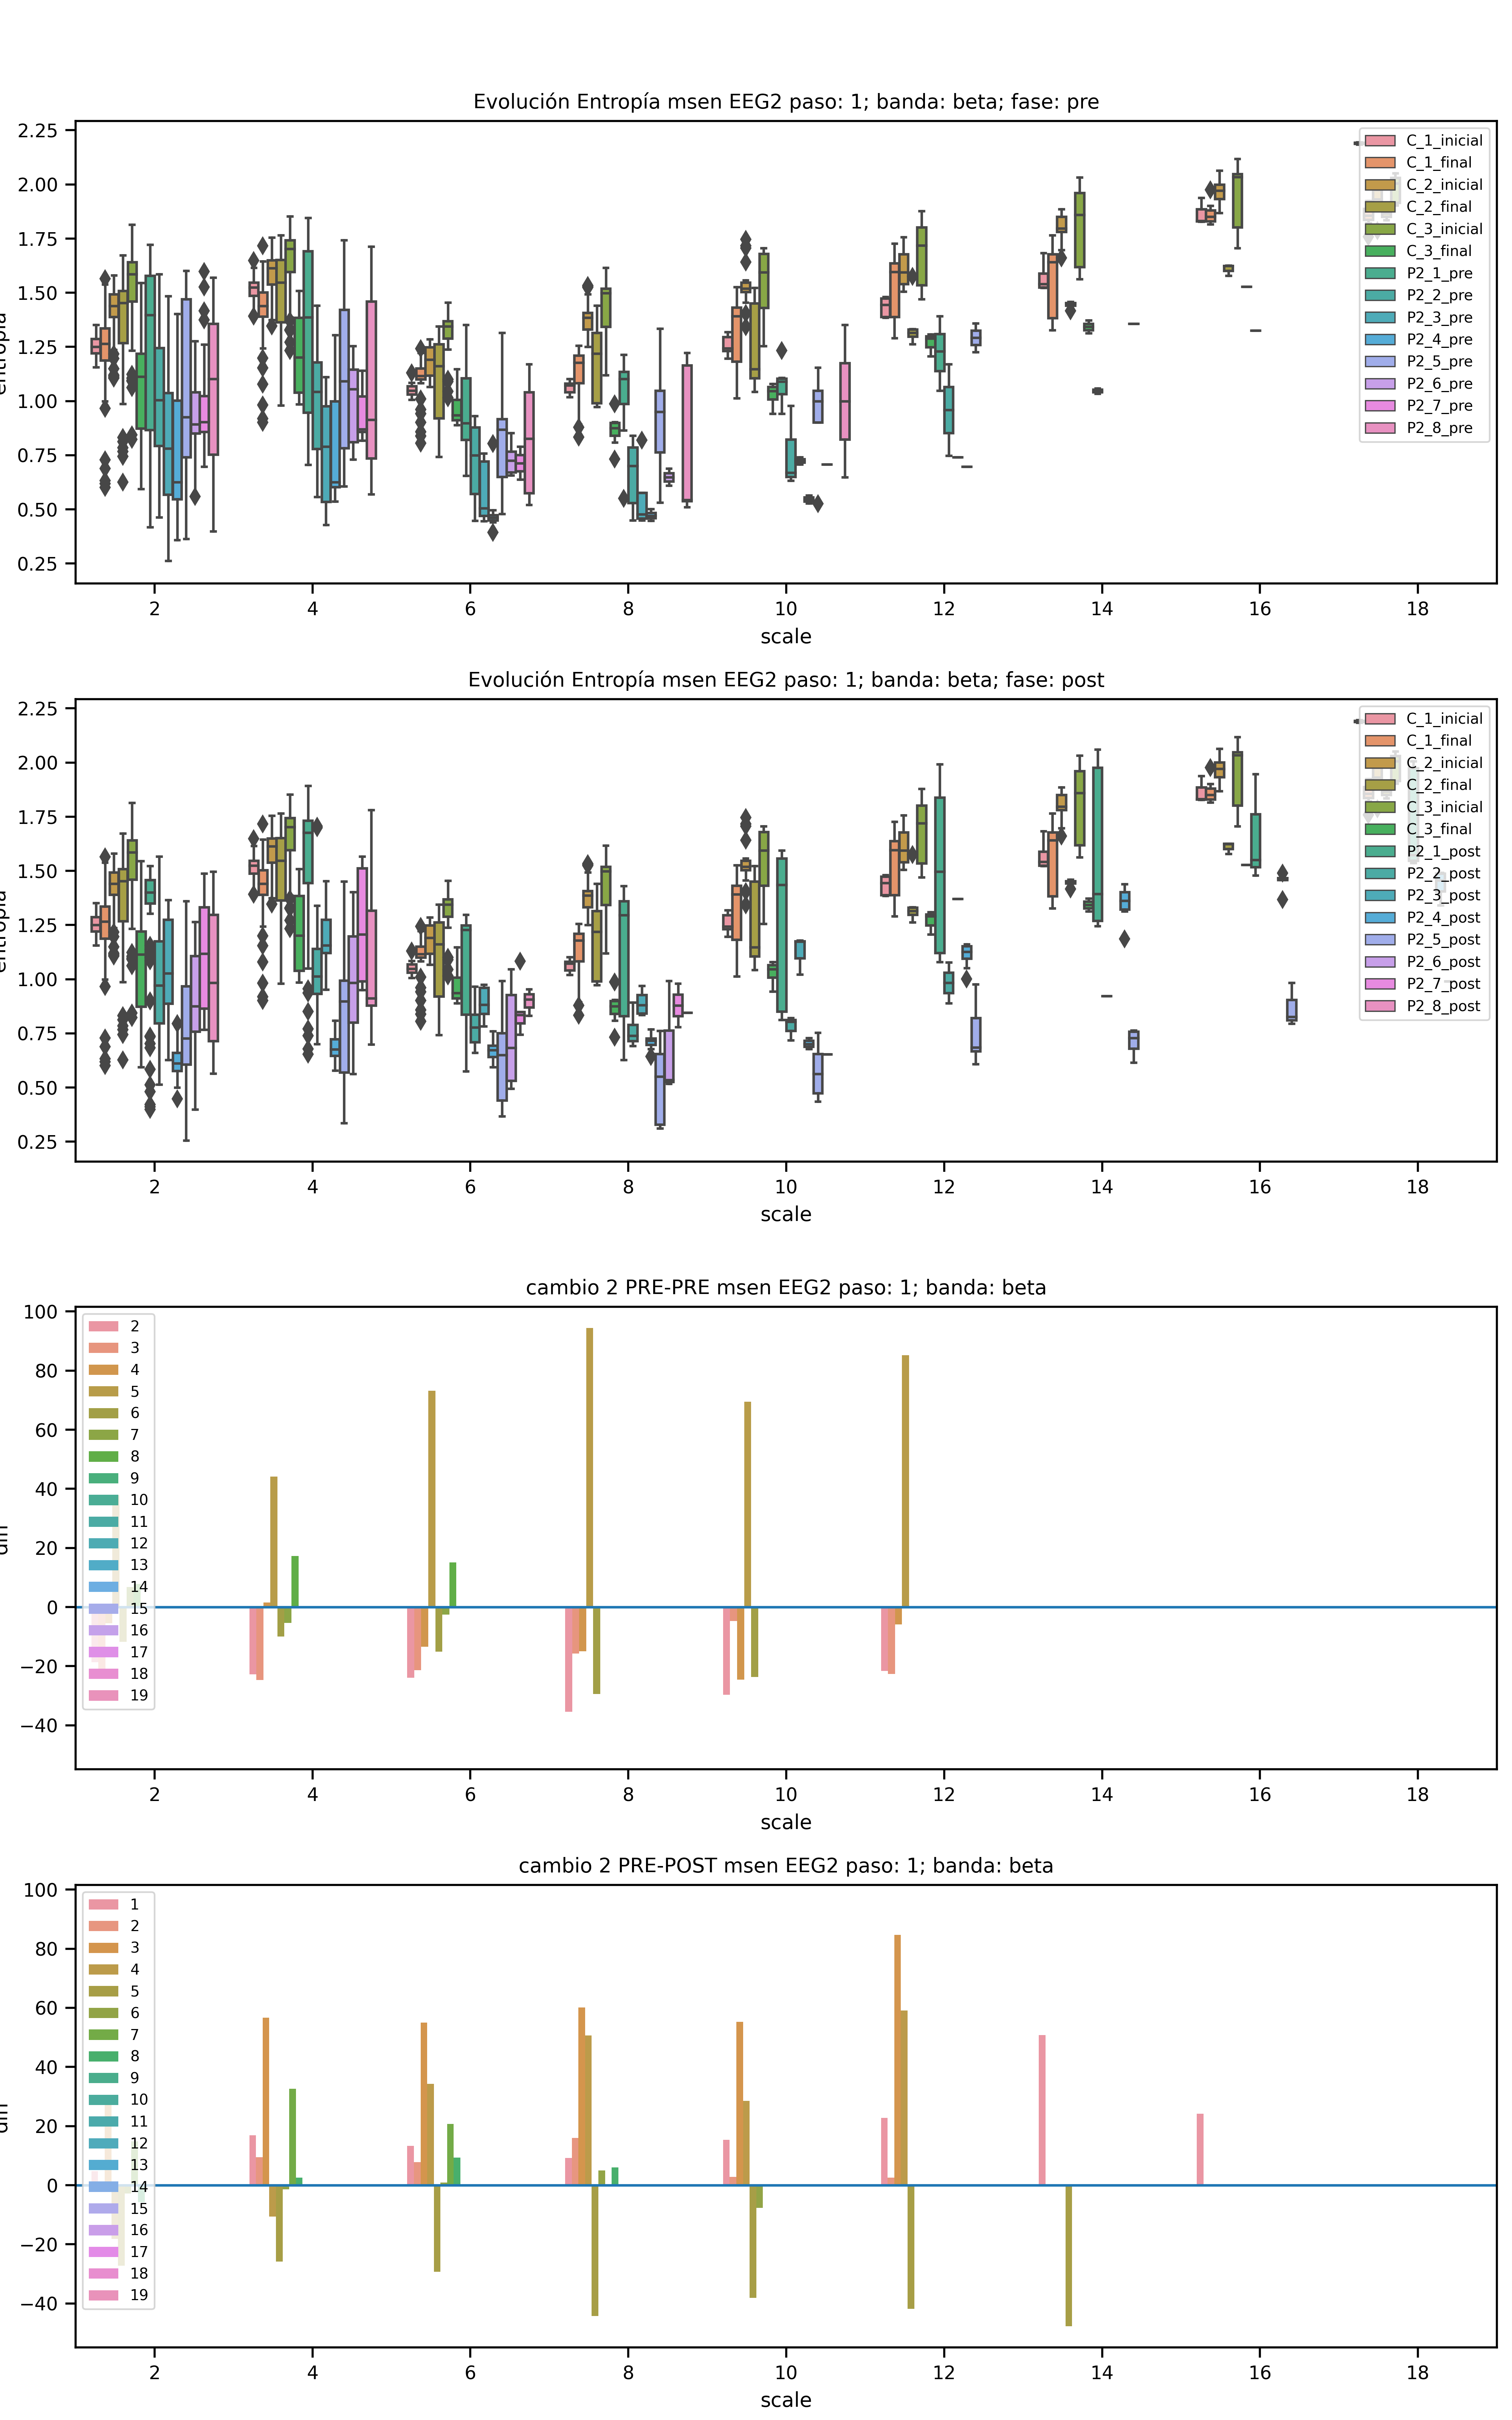 Evolución Entropía msen EEG2 paso: 1; banda: beta; fase: pre
2.25
2.00
1.75
1.50
1.25
1.00
0.75
0.50
0.25
C_1_inicial
C_1_final
C_2_inicial
C_2_final
C_3_inicial
C_3_final
P2_1_pre
P2_2_pre
P2_3_pre
P2_4_pre
P2_5_pre
P2_6_pre
P2_7_pre
P2_8_pre
2 4 6 8 10 12 14 16 18
scale
Evolución Entropía msen EEG2 paso: 1; banda: beta; fase: post
2.25
2.00
1.75
1.50
1.25
1.00
0.75
0.50
0.25
C_1_inicial
C_1_final
C_2_inicial
C_2_final
C_3_inicial
C_3_final
P2_1_post
P2_2_post
P2_3_post
P2_4_post
P2_5_post
P2_6_post
P2_7_post
P2_8_post
2 4 6 8 10 12 14 16 18
scale
cambio 2 PRE-PRE msen EEG2 paso: 1; banda: beta
100
80
60
40
20
0
−20
−40
2
3
4
5
6
7
8
9
10
11
12
13
14
15
16
17
18
19
2 4 6 8 10 12 14 16 18
scale
cambio 2 PRE-POST msen EEG2 paso: 1; banda: beta
100
80
60
40
20
0
−20
−40
1
2
3
4
5
6
7
8
9
10
11
12
13
14
15
16
17
18
19
2 4 6 8 10 12 14 16 18
scale